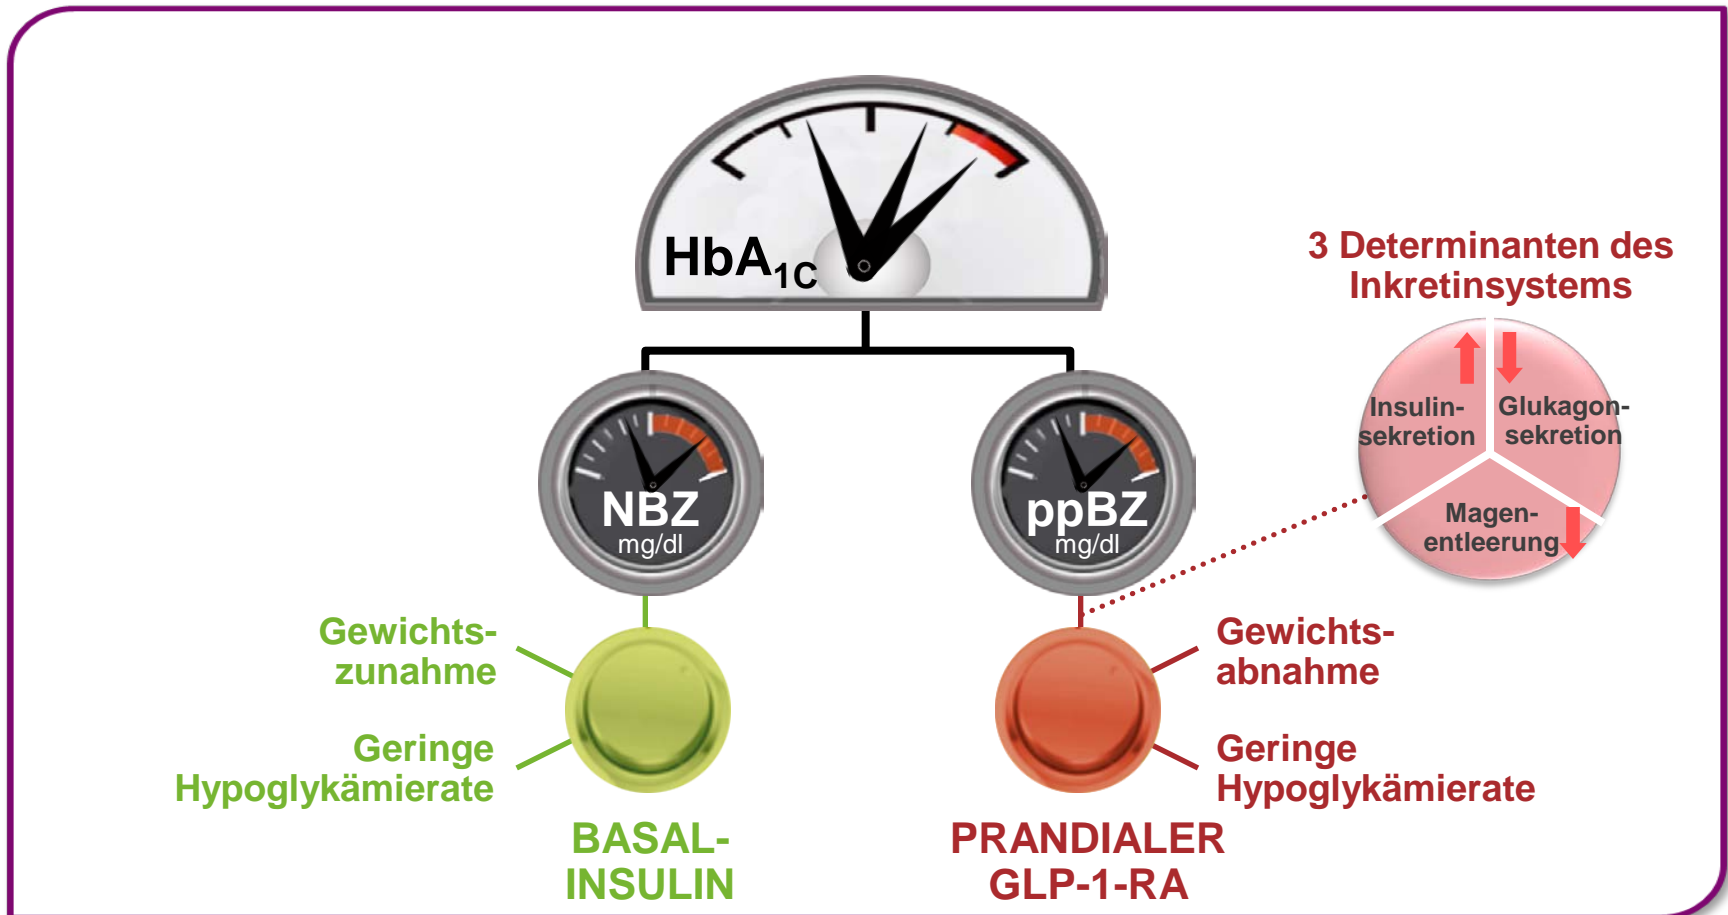 HbA1C
3 Determinanten des
Inkretinsystems
Insulin-
sekretion
Glukagon-
sekretion
Magen-
entleerung
NBZ
mg/dl
ppBZ
mg/dl
Gewichts-
zunahme
Geringe
Hypoglykämierate
BASAL-
INSULIN
Gewichts-
abnahme
Geringe
Hypoglykämierate
PRANDIALER
GLP-1-RA